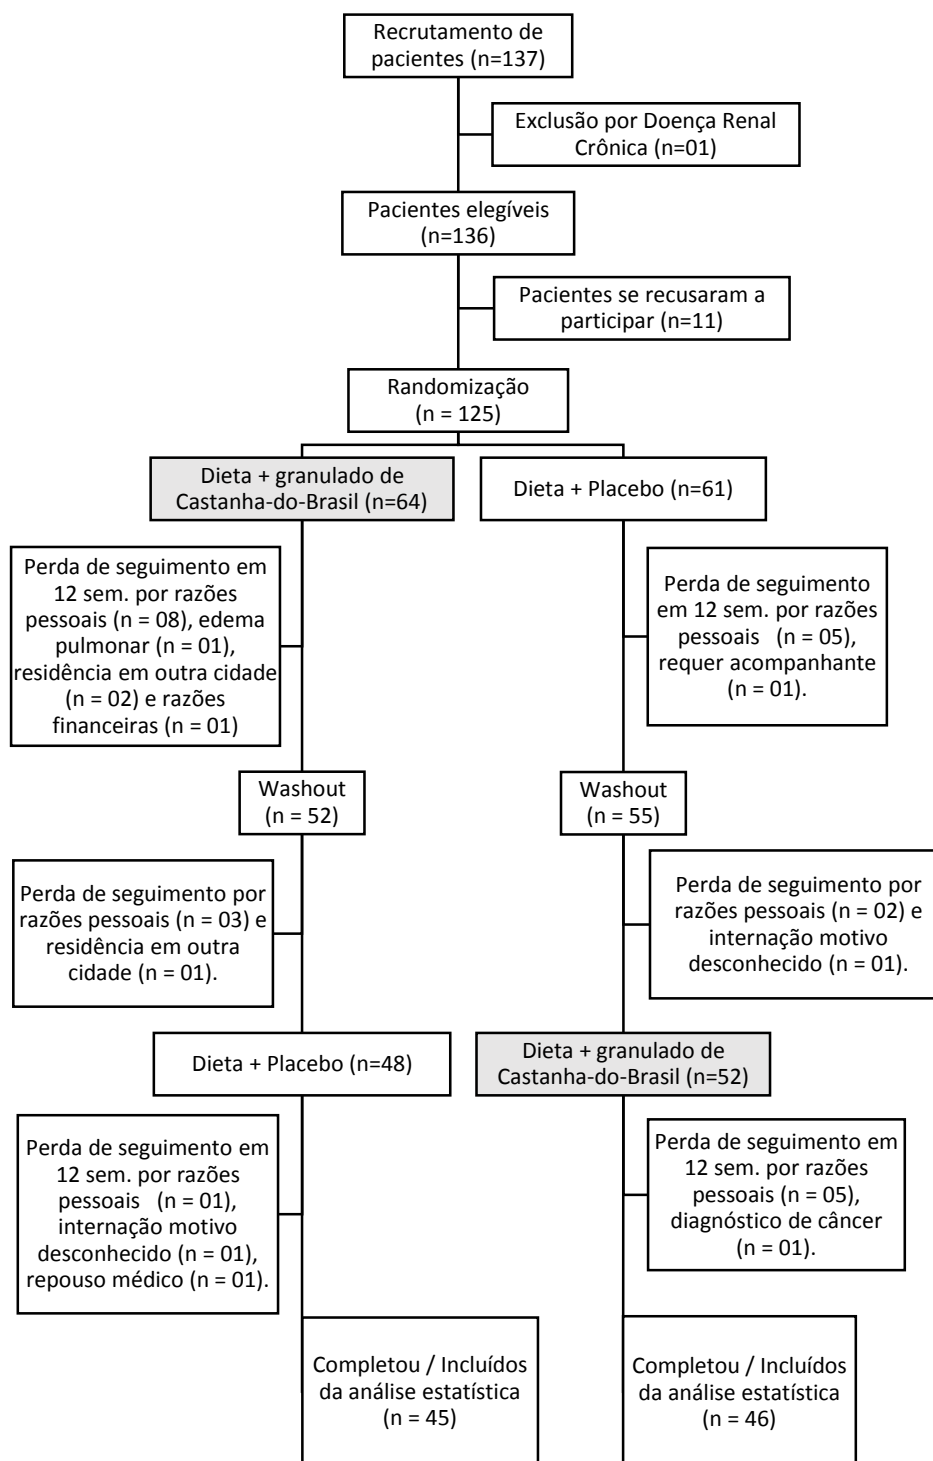 Recrutamento de
pacientes (n=137)
Exclusão por Doença Renal
Crônica (n=01)
Pacientes elegíveis
(n=136)
Pacientes se recusaram a
participar (n=11)
Randomização
(n = 125)
Dieta + granulado de
Castanha-do-Brasil (n=64)
Dieta + Placebo (n=61)
Perda de seguimento em
12 sem. por razões
pessoais (n = 08), edema
pulmonar (n = 01),
residência em outra cidade
(n = 02) e razões
financeiras (n = 01)
Perda de seguimento
em 12 sem. por razões
pessoais (n = 05),
requer acompanhante
(n = 01).
Washout
(n = 52)
Washout
(n = 55)
Perda de seguimento por
razões pessoais (n = 03) e
residência em outra
cidade (n = 01).
Perda de seguimento por
razões pessoais (n = 02) e
internação motivo
desconhecido (n = 01).
Dieta + Placebo (n=48)
Dieta + granulado de
Castanha-do-Brasil (n=52)
Perda de seguimento em
12 sem. por razões
pessoais (n = 01),
internação motivo
desconhecido (n = 01),
repouso médico (n = 01).
Perda de seguimento em
12 sem. por razões
pessoais (n = 05),
diagnóstico de câncer
(n = 01).
Completou / Incluídos
da análise estatística
(n = 45)
Completou / Incluídos
da análise estatística
(n = 46)